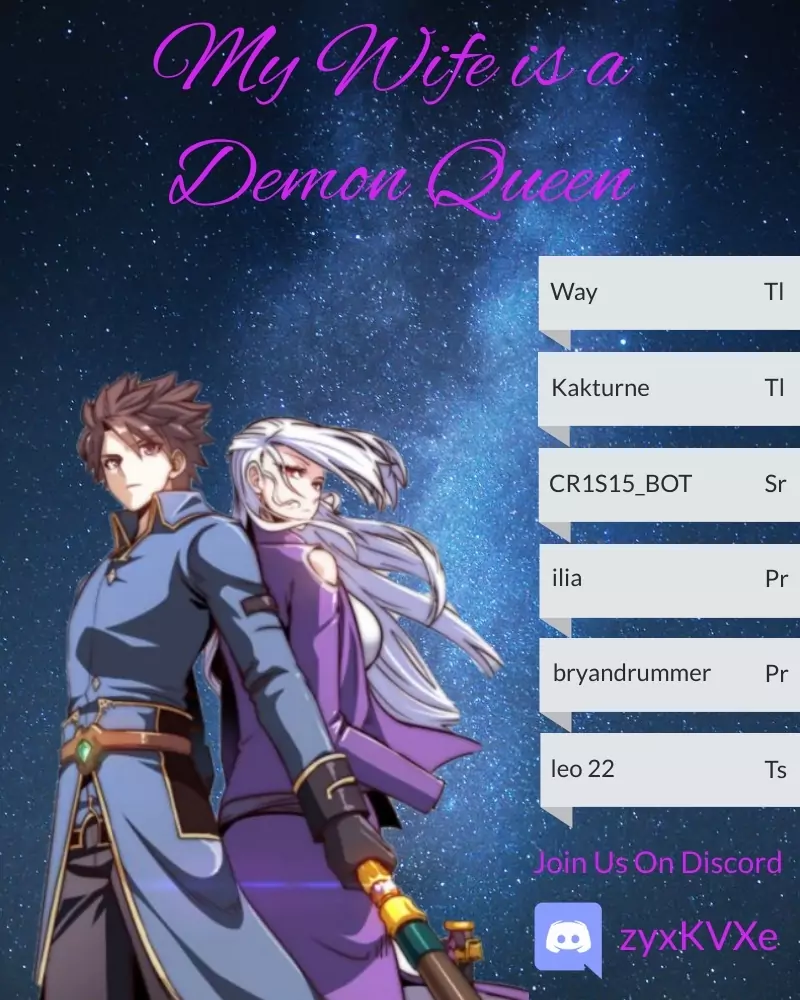 My Wife is a
Demon Queen
Way Tl
Kakturne Tl
CR1S15_BOT Sr
ilia Pr
bryandrummer Pr
leo 22 Ts
Join Us On Discord
zyxKVXe